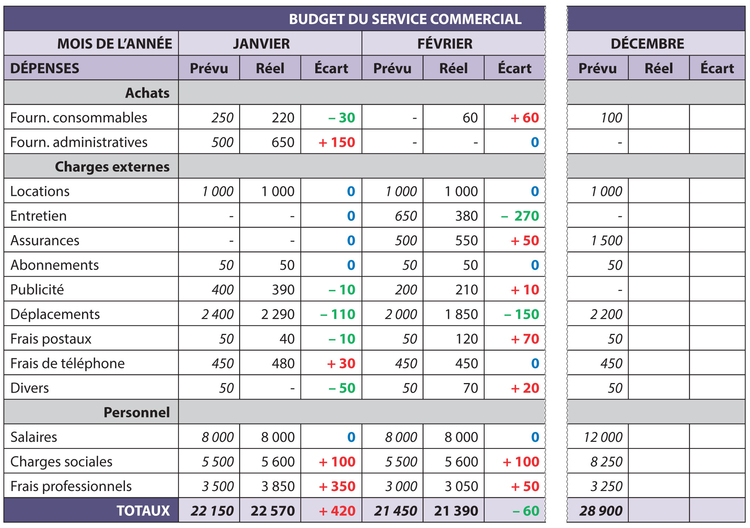 BUDGET DU SERVICE COMMERCIAL
MOIS DE L'ANNÉE JANVIER FÉVRIER DÉCEMBRE
DÉPENSES Prévu Réel Écart Prévu Réel Écart Prévu Réel Écart
Achats
Fourn. consommables 250 220 – 30 - 60 + 60 100
Fourn. administratives 500 650 + 150 - - 0 -
Charges externes
Locations 1 000 1 000 0 1 000 1 000 0 1 000
Entretien - - 0 650 380 – 270 -
Assurances - - 0 500 550 + 50 1 500
Abonnements 50 50 0 50 50 0 50
Publicité 400 390 – 10 200 210 + 10 -
Déplacements 2 400 2 290 – 110 2 000 1 850 – 150 2 200
Frais postaux 50 40 – 10 50 120 + 70 50
Frais de téléphone 450 480 + 30 450 450 0 450
Divers 50 - – 50 50 70 + 20 50
Personnel
Salaires 8 000 8 000 0 8 000 8 000 0 12 000
Charges sociales 5 500 5 600 + 100 5 500 5 600 + 100 8 250
Frais professionnels 3 500 3 850 + 350 3 000 3 050 + 50 3 250
TOTAUX 22 150 22 570 + 420 21 450 21 390 – 60 28 900